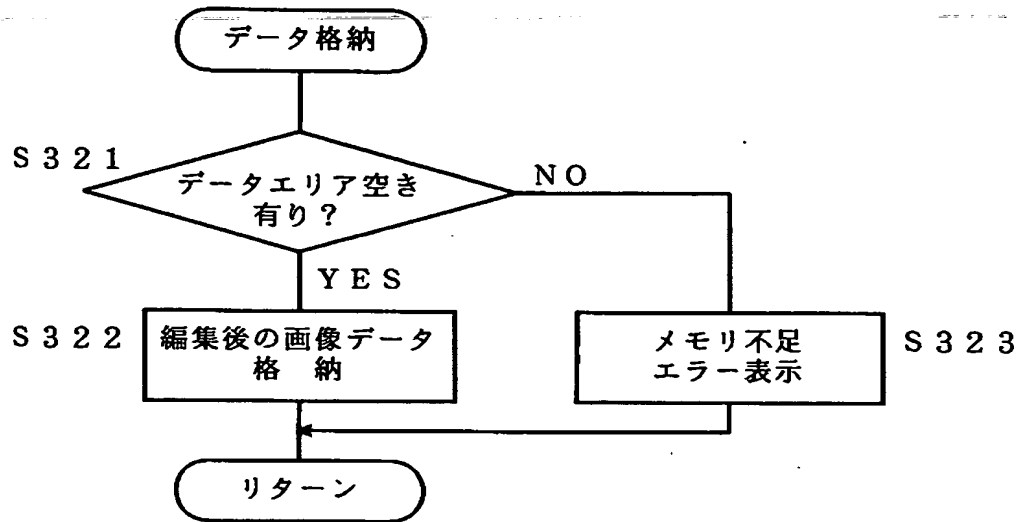 データ格納
S321
データエリア空き
有り?
NO
YES
S322
編集後の画像データ
格 納
メモリ不足
エラー表示
S323
リターン